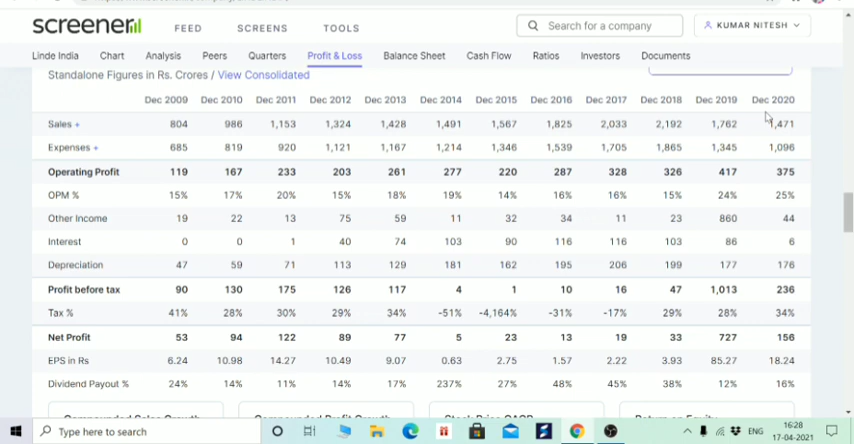 screener
FEED
SCREENS
TOOLS
Search for a company
KUMAR NITESH
Linde India Chart Analysis Peers Quarters Profit & Loss Balance Sheet Cash Flow Ratios Investors Documents
Standalone Figures in Rs. Crores / View Consolidated
Dec 2009 Dec 2010 Dec 2011 Dec 2012 Dec 2013 Dec 2014 Dec 2015 Dec 2016 Dec 2017 Dec 2018 Dec 2019 Dec 2020
Sales + 804 986 1,153 1,324 1,428 1,491 1,567 1,825 2,033 2,192 1,762 1,471
Expenses + 685 819 920 1,121 1,167 1,214 1,346 1,539 1,705 1,865 1,345 1,096
Operating Profit 119 167 233 203 261 277 220 287 328 326 417 375
OPM % 15% 17% 20% 15% 18% 19% 14% 16% 16% 15% 24% 25%
Other Income 19 22 13 75 59 11 32 34 11 23 860 44
Interest 0 0 1 40 74 103 90 116 116 103 86 6
Depreciation 47 59 71 113 129 181 162 195 206 199 177 176
Profit before tax 90 130 175 126 117 4 1 10 16 47 1,013 236
Tax % 41% 28% 30% 29% 34% -51% -4,164% -31% -17% 29% 28% 34%
Net Profit 53 94 122 89 77 5 23 13 19 33 727 156
EPS in Rs 6.24 10.98 14.27 10.49 9.07 0.63 2.75 1.57 2.22 3.93 85.27 18.24
Dividend Payout % 24% 14% 11% 14% 17% 237% 27% 48% 45% 38% 12% 16%
Compounded Sales Growth Compounded Profit Growth Stock Price CAGR Return on Equity
Type here to search
ENG
16:28
17-04-2021